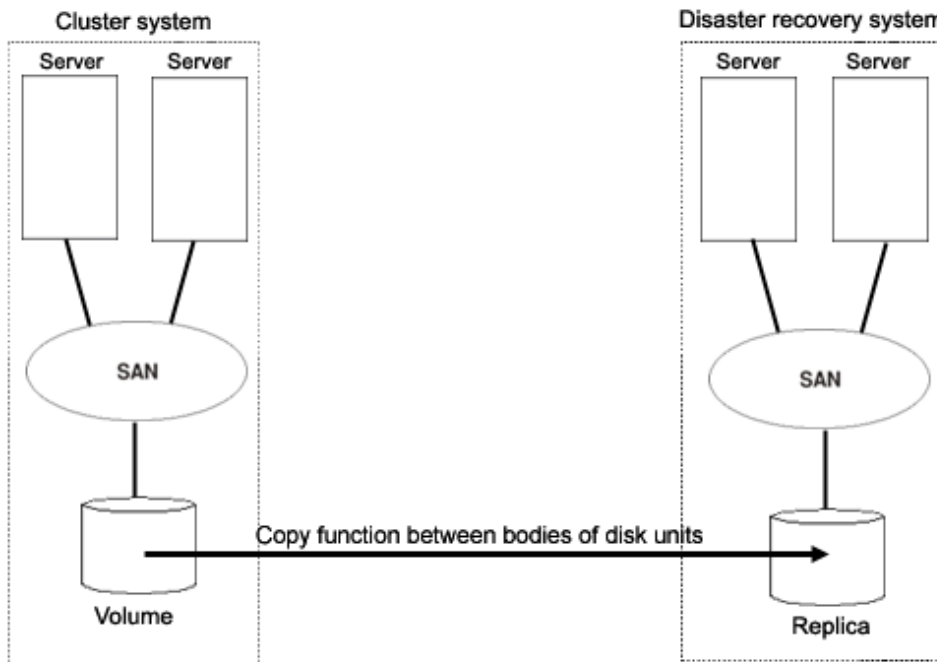 Cluster system
Disaster recovery system
Server
Server
Server
Server
SAN
SAN
Copy function between bodies of disk units
Volume
Replica